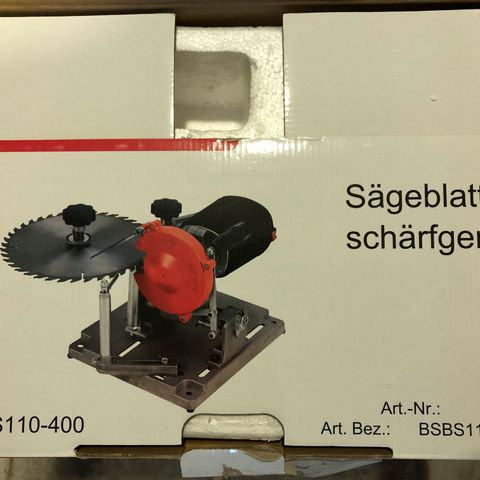 Sägeblatt
schärfger
S110-400
Art.-Nr.:
Art. Bez.: BSBS11